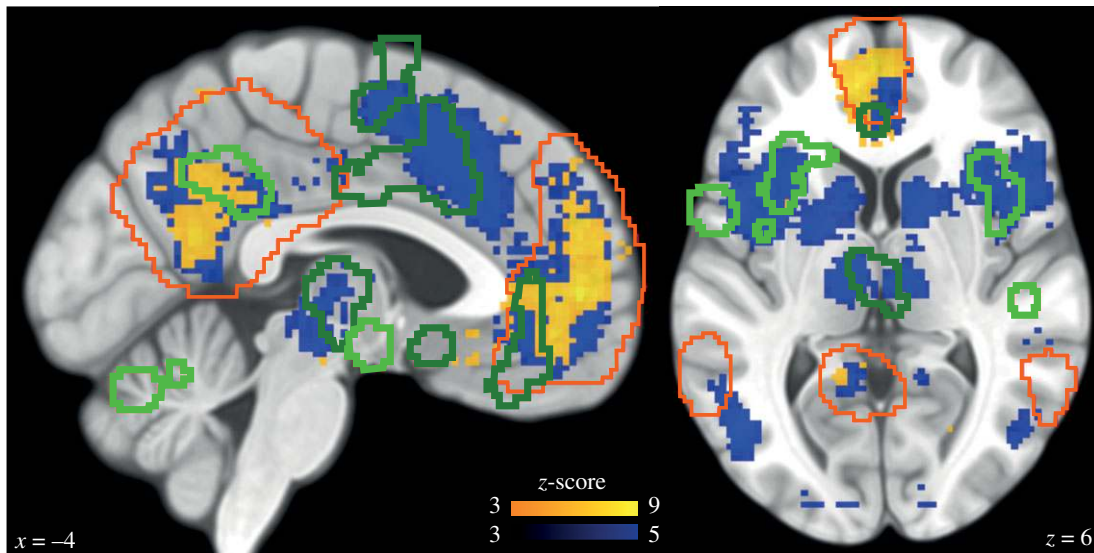 z-score
3 9
3 5
x = –4
z = 6